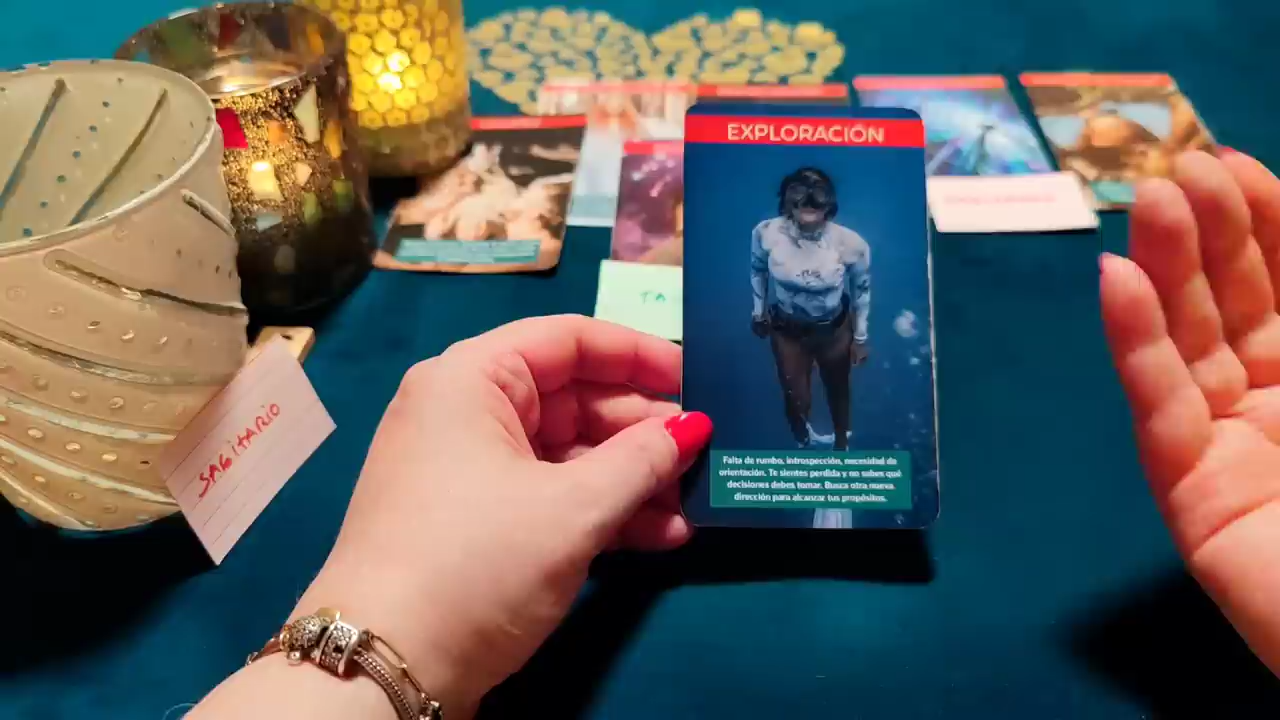 EXPLORACIÓN
Falta de rumbo, introspección, necesidad de
orientación. Te sientes perdida y no sabes qué
decisiones debes tomar. Busca otra nueva
dirección para alcanzar tus propósitos.
TA
SAGITARIO